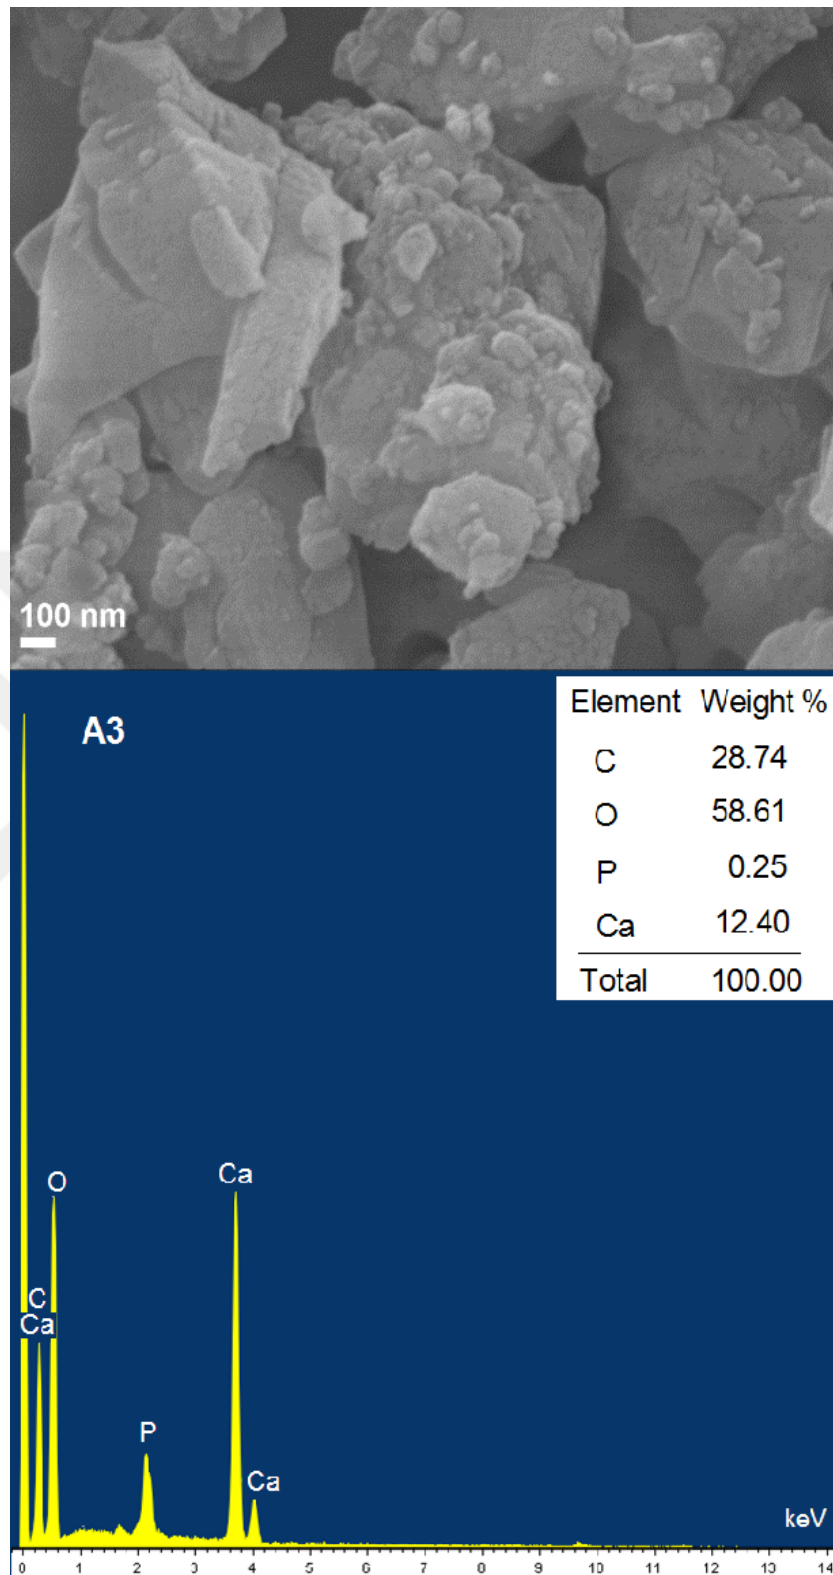 100 nm
A3
Element Weight %
C 28.74
O 58.61
P 0.25
Ca 12.40
Total 100.00
O
Ca
C
Ca
P
Ca
keV
0 1 2 3 4 5 6 7 8 9 10 11 12 13 14